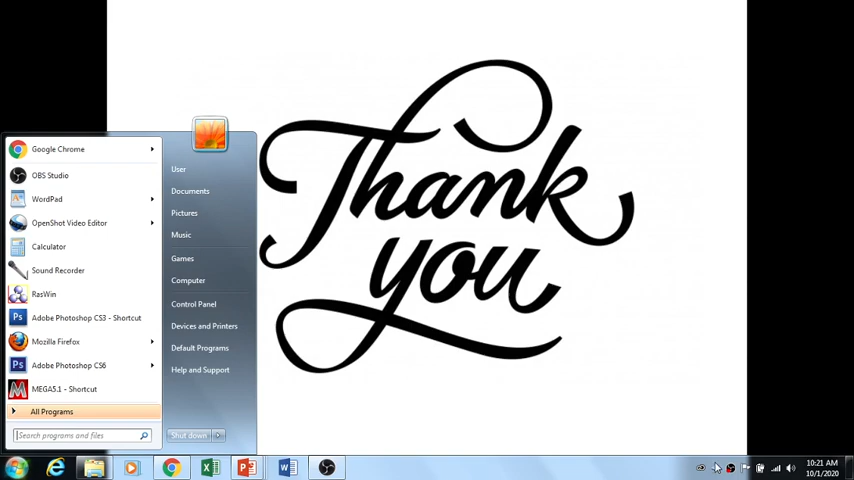 Thank
you
Google Chrome
OBS Studio
WordPad
OpenShot Video Editor
Calculator
Sound Recorder
RasWin
Adobe Photoshop CS3 - Shortcut
Mozilla Firefox
Adobe Photoshop CS6
MEGA5.1 - Shortcut
All Programs
Search programs and files
User
Documents
Pictures
Music
Games
Computer
Control Panel
Devices and Printers
Default Programs
Help and Support
Shut down
10:21 AM
10/1/2020